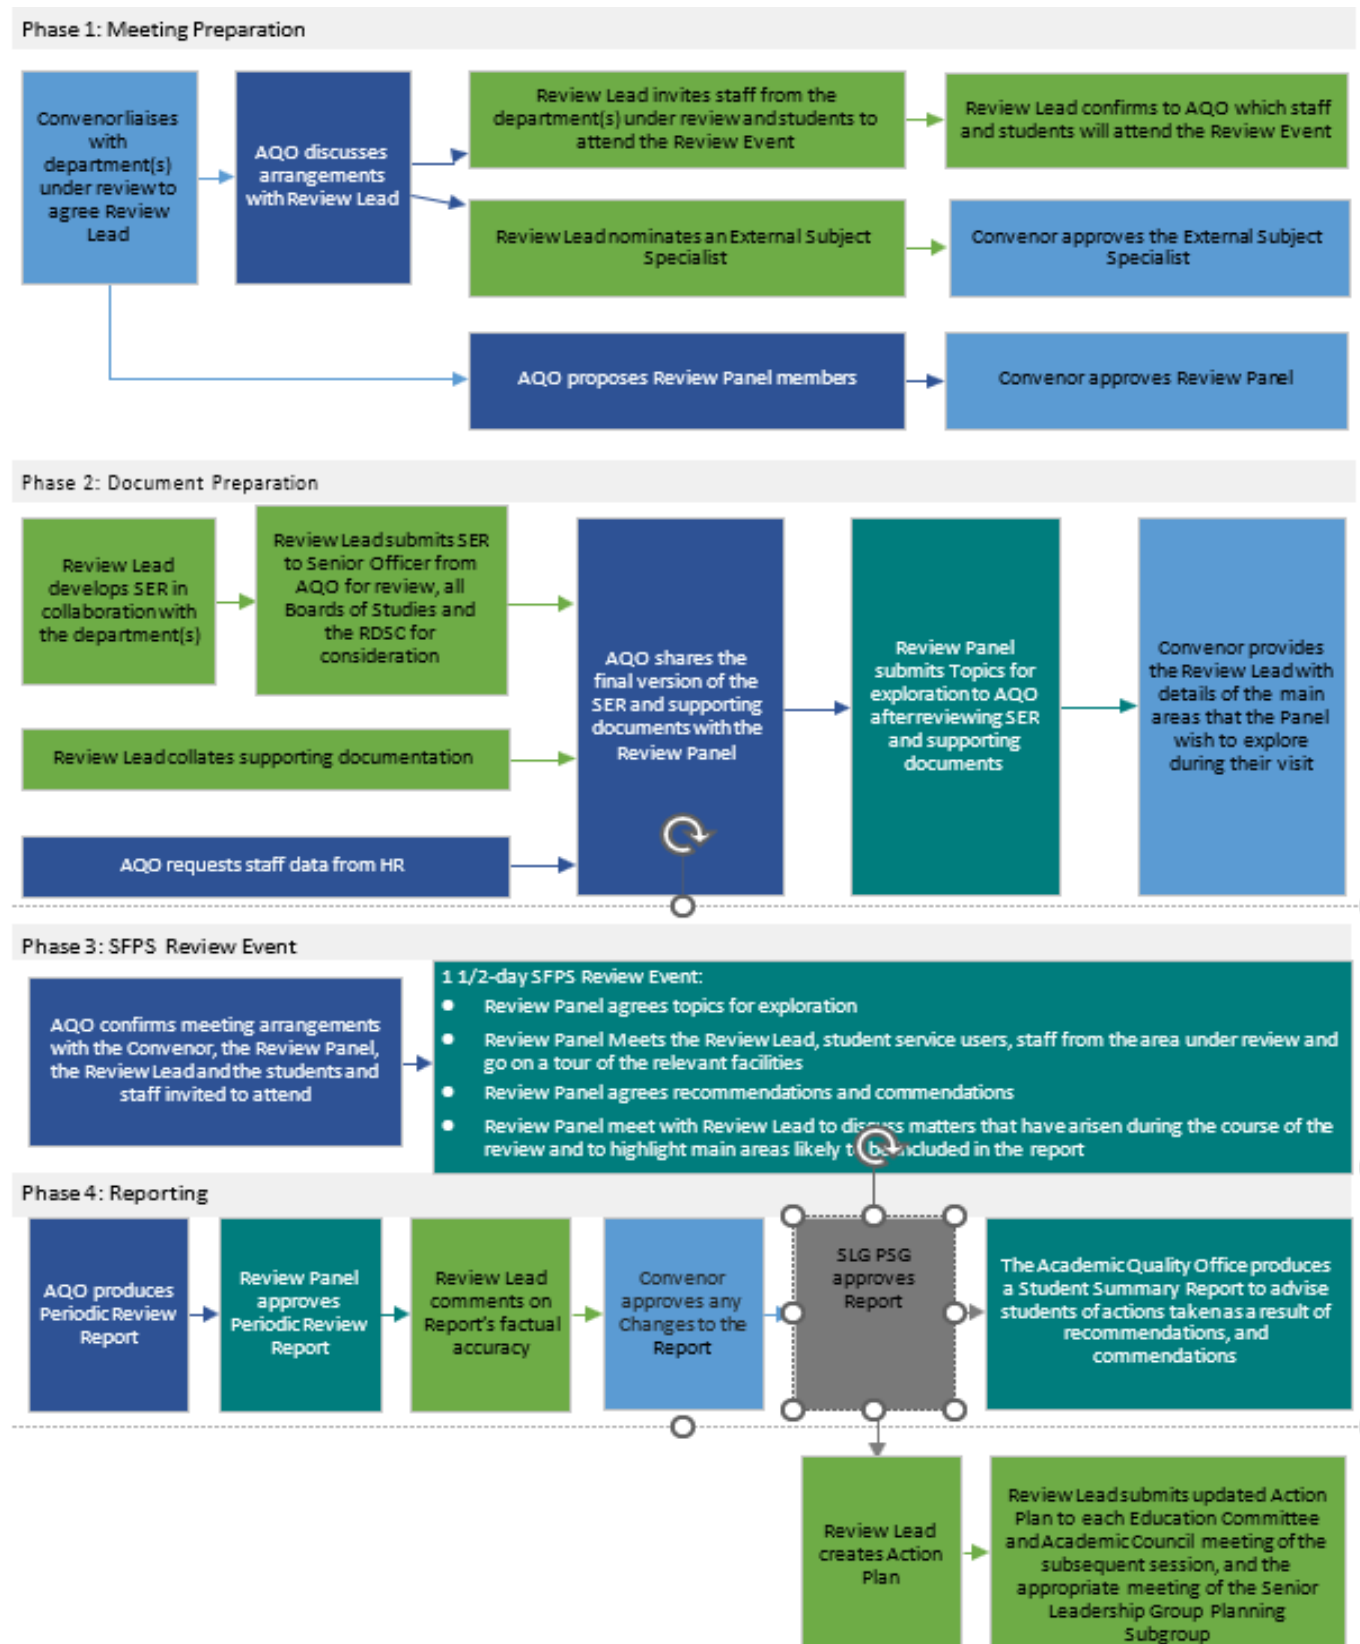 Phase 1: Meeting Preparation
Convenor liaises
with
department(s)
under review to
agree Review
Lead
AQO discusses
arrangements
with Review Lead
Review Lead invites staff from the
department(s) under review and students to
attend the Review Event
Review Lead confirms to AQO which staff
and students will attend the Review Event
Review Lead nominates an External Subject
Specialist
Convenor approves the External Subject
Specialist
AQO proposes Review Panel members
Convenor approves Review Panel
Phase 2: Document Preparation
Review Lead
develops SER in
collaboration with
the department(s)
Review Lead submits SER
to Senior Officer from
AQO for review, all
Boards of Studies and
the RDSC for
consideration
Review Lead collates supporting documentation
AQO requests staff data from HR
AQO shares the
final version of the
SER and supporting
documents with the
Review Panel
Review Panel
submits Topics for
exploration to AQO
after reviewing SER
and supporting
documents
Convenor provides
the Review Lead with
details of the main
areas that the Panel
wish to explore
during their visit
Phase 3: SFPS Review Event
AQO confirms meeting arrangements
with the Convenor, the Review Panel,
the Review Lead and the students and
staff invited to attend
1 1/2-day SFPS Review Event:
● Review Panel agrees topics for exploration
● Review Panel Meets the Review Lead, student service users, staff from the area under review and
go on a tour of the relevant facilities
● Review Panel agrees recommendations and commendations
● Review Panel meet with Review Lead to discuss matters that have arisen during the course of the
review and to highlight main areas likely to be included in the report
Phase 4: Reporting
AQO produces
Periodic Review
Report
Review Panel
approves
Periodic Review
Report
Review Lead
comments on
Report's factual
accuracy
Convenor
approves any
Changes to the
Report
SLG PSG
approves
Report
The Academic Quality Office produces
a Student Summary Report to advise
students of actions taken as a result of
recommendations, and
commendations
Review Lead
creates Action
Plan
Review Lead submits updated Action
Plan to each Education Committee
and Academic Council meeting of the
subsequent session, and the
appropriate meeting of the Senior
Leadership Group Planning
Subgroup